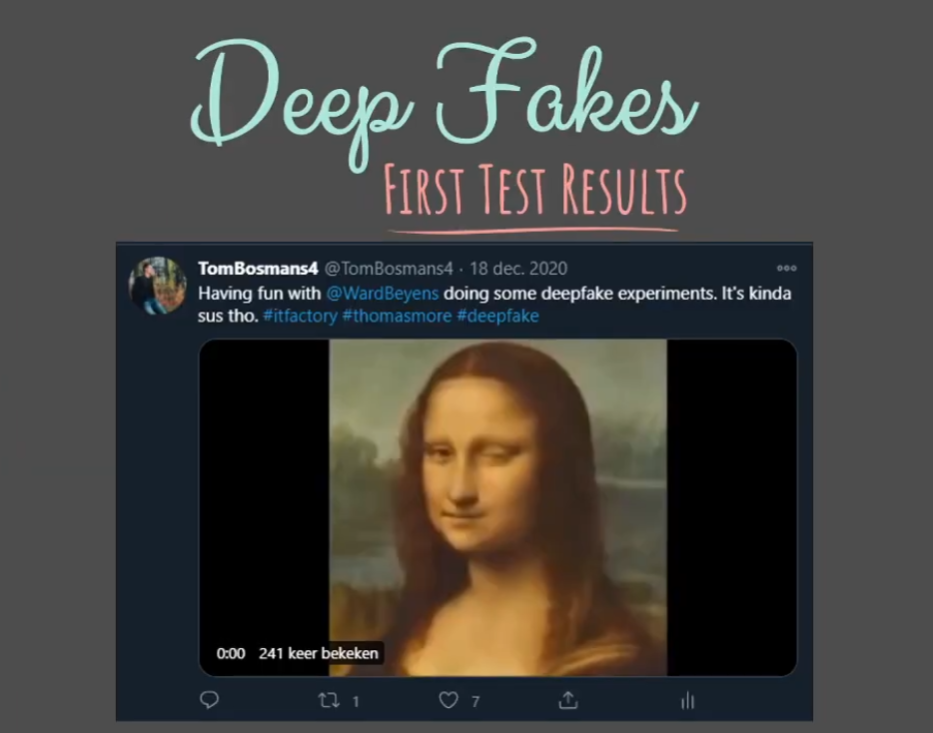 Deep Fakes
FIRST TEST RESULTS
TomBosmans4 @TomBosmans4 · 18 dec. 2020
Having fun with @WardBeyens doing some deepfake experiments. It's kinda
sus tho. #itfactory #thomasmore #deepfake
0:00 241 keer bekeken
1 7